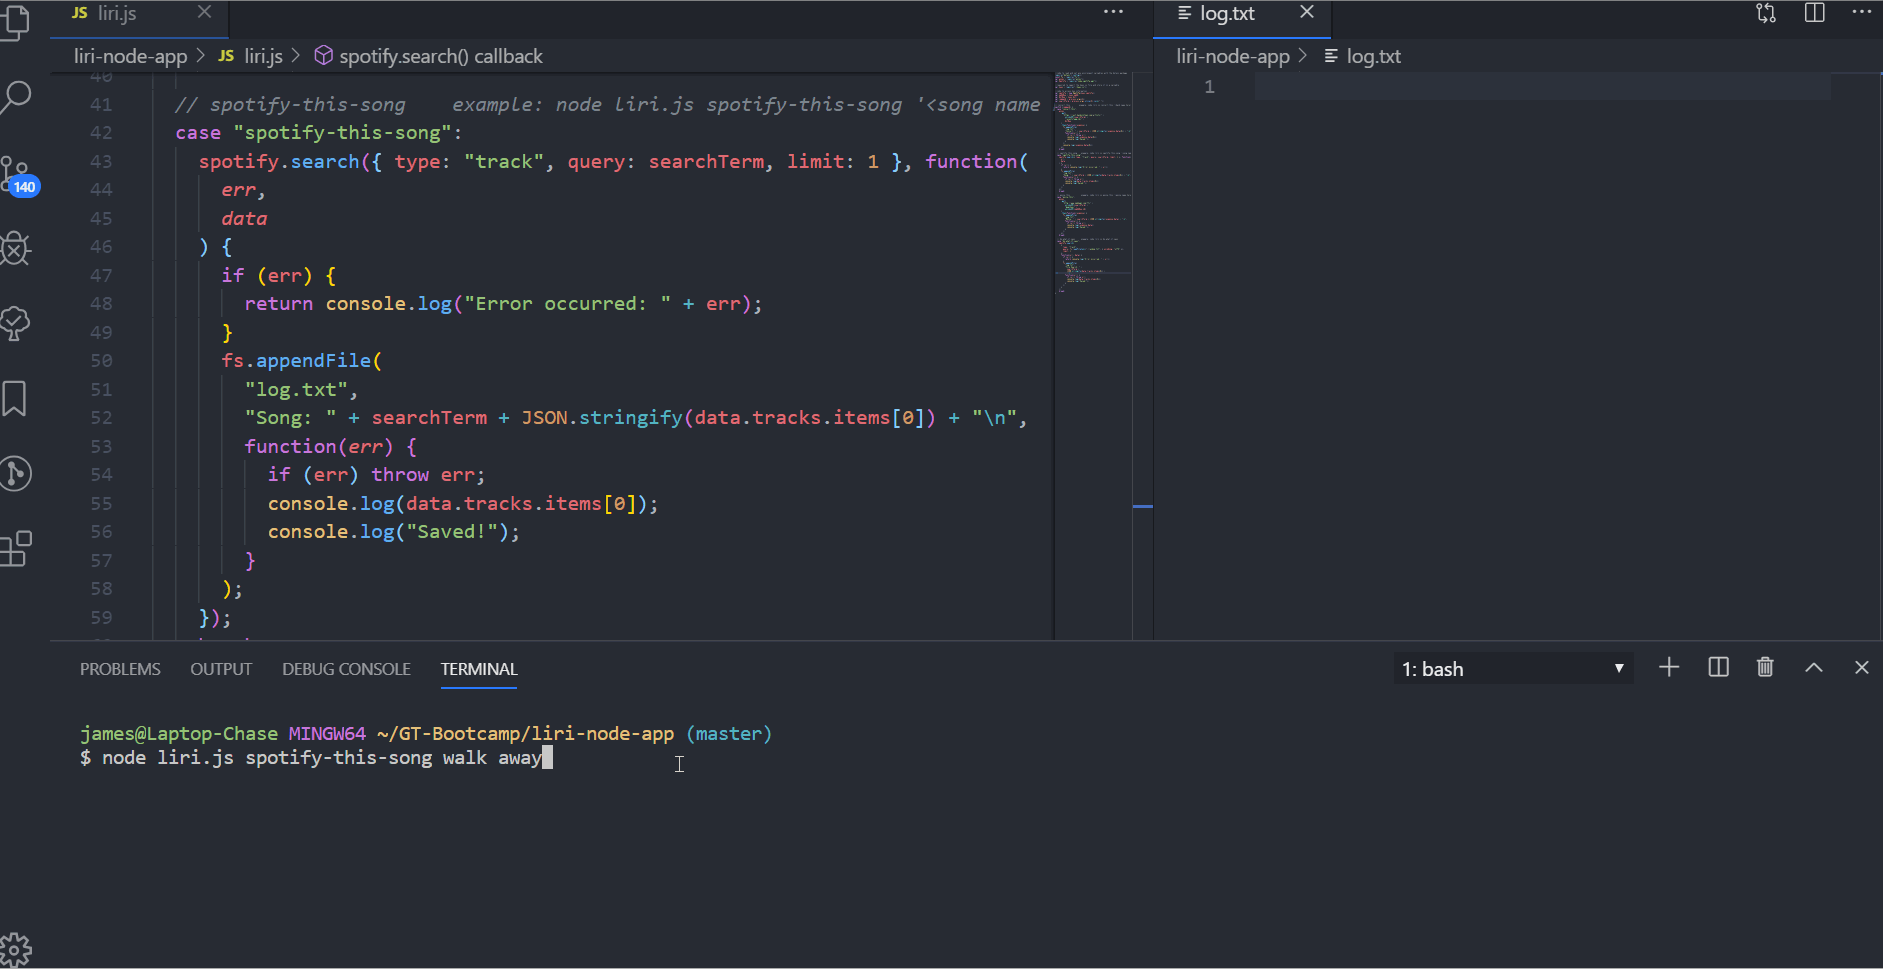 JS liri.js
liri-node-app > JS liri.js > spotify.search() callback
40
41 // spotify-this-song    example: node liri.js spotify-this-song '<song name
42 case "spotify-this-song":
43 spotify.search({ type: "track", query: searchTerm, limit: 1 }, function(
44 err,
45 data
46 ) {
47 if (err) {
48 return console.log("Error occurred: " + err);
49 }
50 fs.appendFile(
51 "log.txt",
52 "Song: " + searchTerm + JSON.stringify(data.tracks.items[0]) + "\n",
53 function(err) {
54 if (err) throw err;
55 console.log(data.tracks.items[0]);
56 console.log("Saved!");
57 }
58 );
59 });
log.txt
liri-node-app > log.txt
1
140
PROBLEMS OUTPUT DEBUG CONSOLE TERMINAL
1: bash
james@Laptop-Chase MINGW64 ~/GT-Bootcamp/liri-node-app (master)
$ node liri.js spotify-this-song walk away